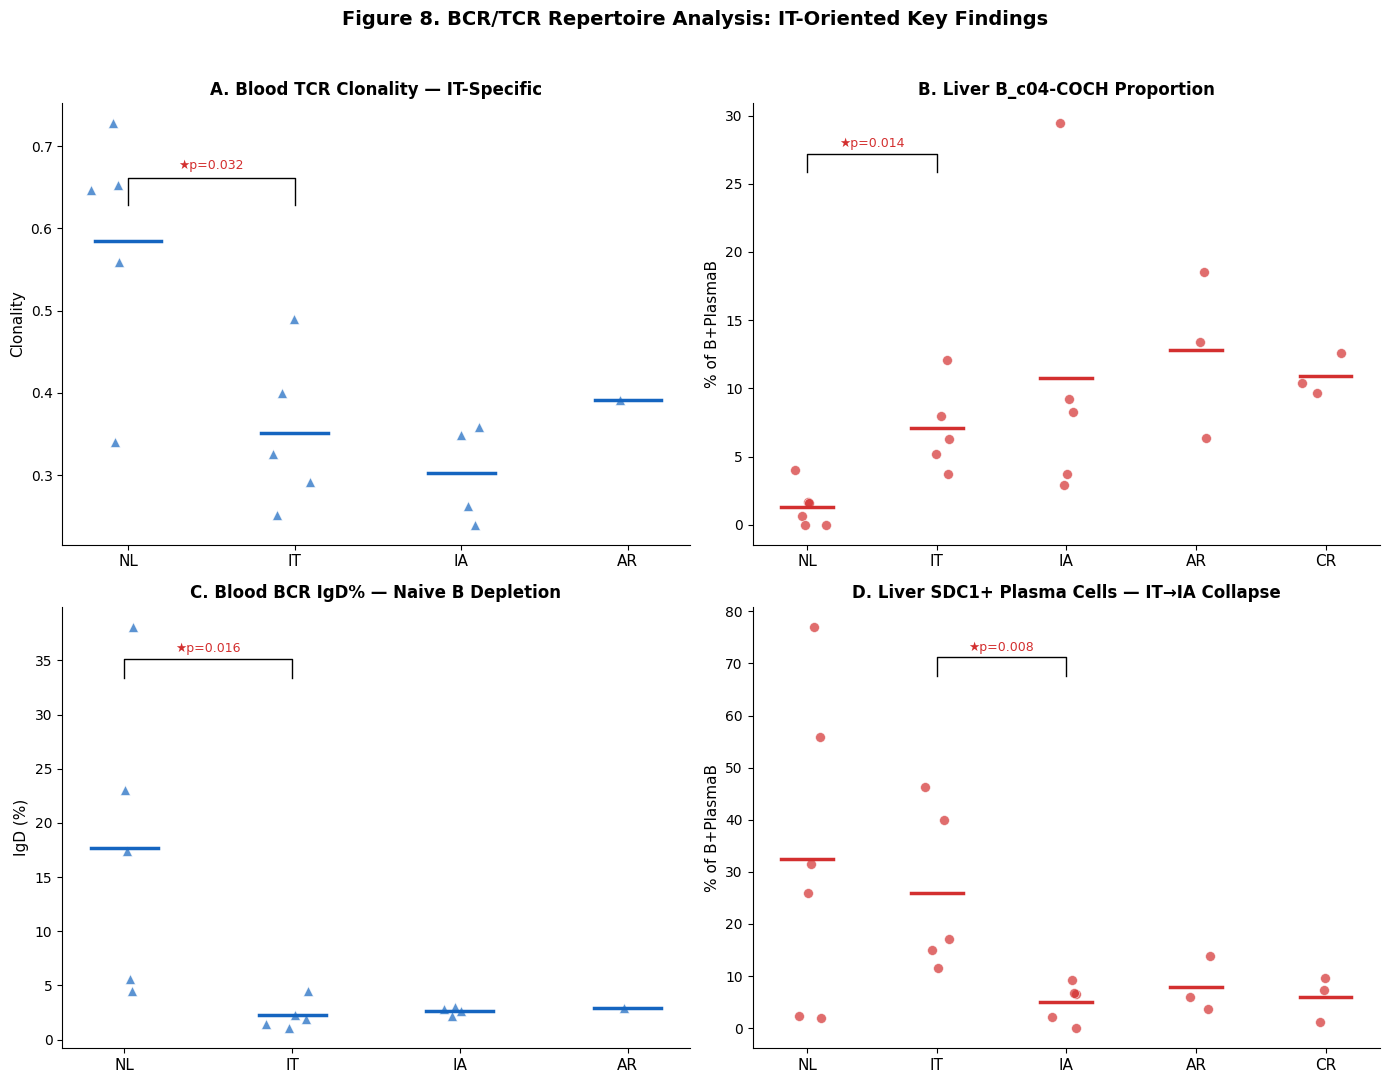 Figure 8. BCR/TCR Repertoire Analysis: IT-Oriented Key Findings
A. Blood TCR Clonality — IT-Specific
Clonality
0.7
0.6
0.5
0.4
0.3
★p=0.032
NL
IT
IA
AR
B. Liver B_c04-COCH Proportion
% of B+PlasmaB
30
25
20
15
10
5
0
★p=0.014
NL
IT
IA
AR
CR
C. Blood BCR IgD% — Naive B Depletion
IgD (%)
35
30
25
20
15
10
5
0
★p=0.016
NL
IT
IA
AR
D. Liver SDC1+ Plasma Cells — IT→IA Collapse
% of B+PlasmaB
80
70
60
50
40
30
20
10
0
★p=0.008
NL
IT
IA
AR
CR